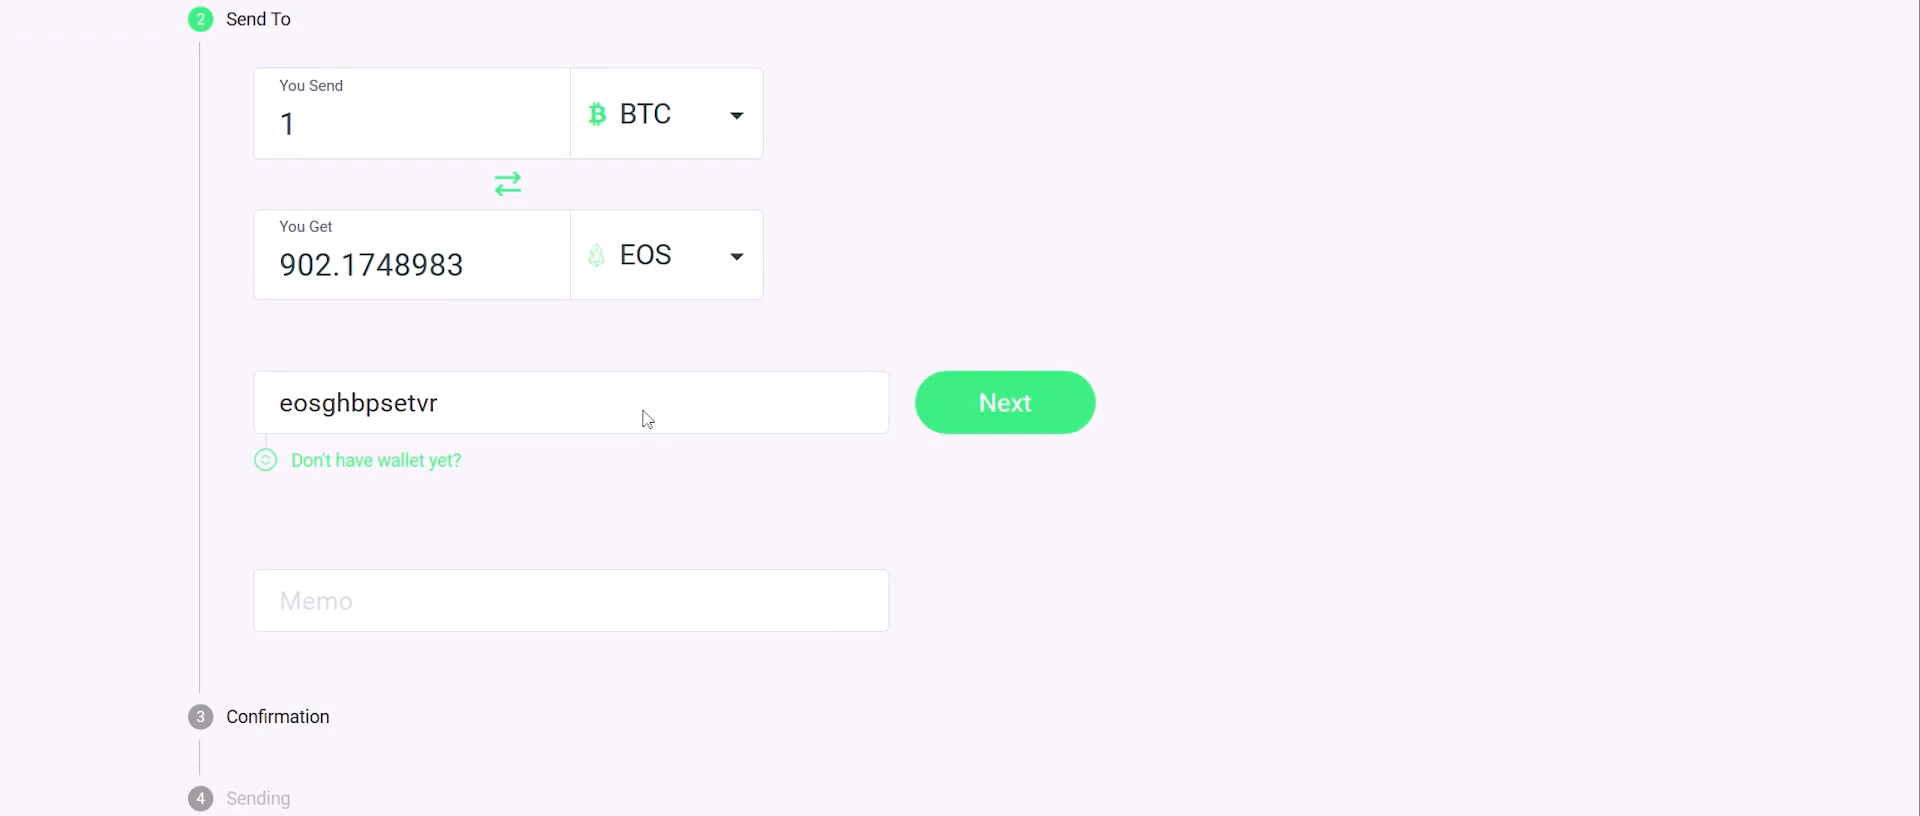 2 Send To
You Send
1
BTC
You Get
902.1748983
EOS
eosghbpsetvr
Next
Don't have wallet yet?
Memo
3 Confirmation
4 Sending